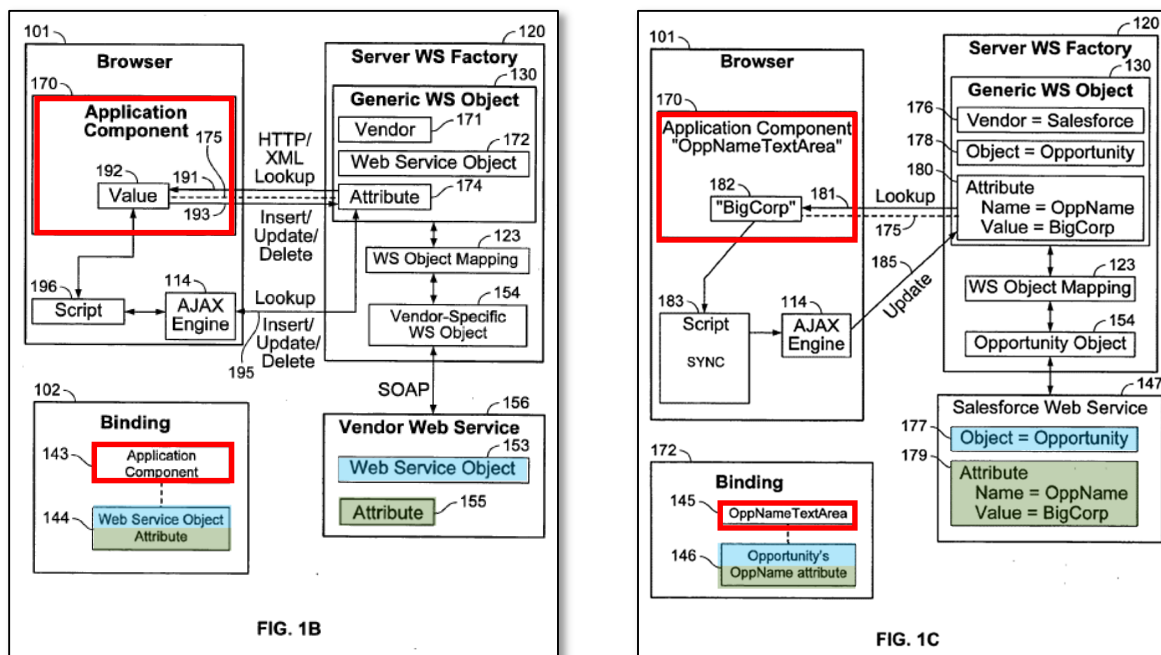 101
Browser
170
Application
Component
175
192
191
Value
193
HTTP/
XML
Lookup
Insert/
Update/
Delete
196
Script
114
AJAX
Engine
Lookup
Insert/
Update/
Delete
195
120
Server WS Factory
130
Generic WS Object
171
Vendor
172
Web Service Object
174
Attribute
123
WS Object Mapping
154
Vendor-Specific
WS Object
SOAP
102
Binding
143
Application
Component
144
Web Service Object
Attribute
156
Vendor Web Service
153
Web Service Object
155
Attribute
FIG. 1B
101
Browser
170
Application Component
"OppNameTextArea"
182
181
"BigCorp"
Lookup
175
185
Update
183
Script
SYNC
114
AJAX
Engine
120
Server WS Factory
130
Generic WS Object
176
Vendor = Salesforce
178
Object = Opportunity
180
Attribute
Name = OppName
Value = BigCorp
123
WS Object Mapping
154
Opportunity Object
172
Binding
145
OppNameTextArea
146
Opportunity's
OppName attribute
147
Salesforce Web Service
177
Object = Opportunity
179
Attribute
Name = OppName
Value = BigCorp
FIG. 1C